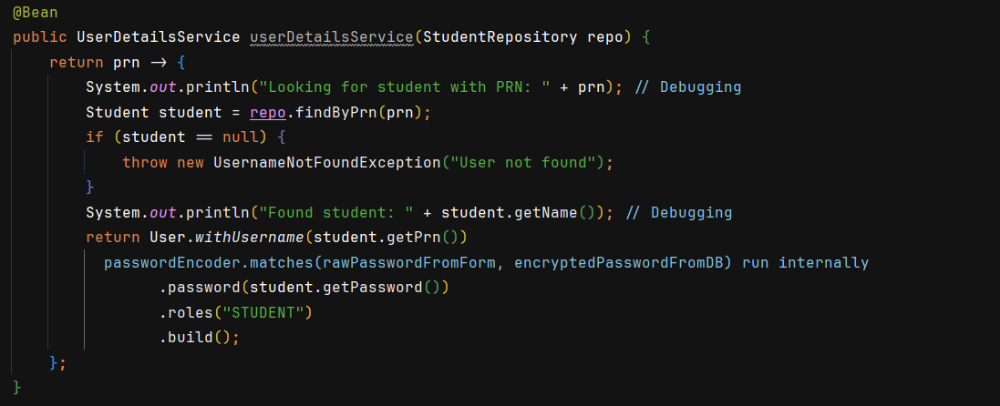 @Bean
public UserDetailsService userDetailsService(StudentRepository repo) {
    return prn -> {
        System.out.println("Looking for student with PRN: " + prn); // Debugging
        Student student = repo.findByPrn(prn);
        if (student == null) {
            throw new UsernameNotFoundException("User not found");
        }
        System.out.println("Found student: " + student.getName()); // Debugging
        return User.withUsername(student.getPrn())
          passwordEncoder.matches(rawPasswordFromForm, encryptedPasswordFromDB) run internally
                .password(student.getPassword())
                .roles("STUDENT")
                .build();
    };
}